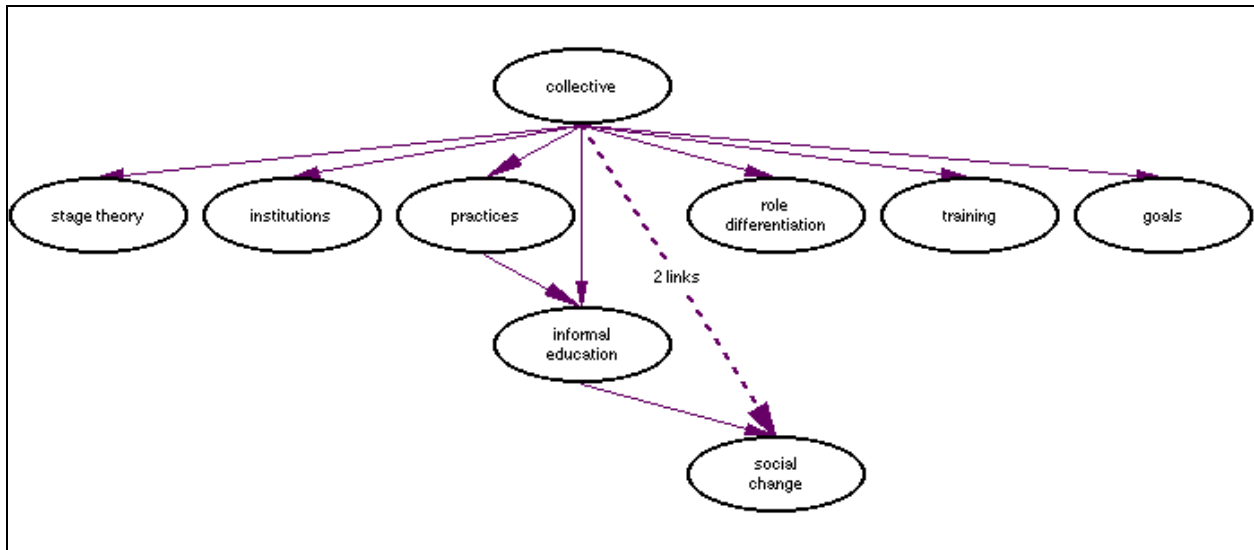 collective
stage theory
institutions
practices
role
differentiation
training
goals
2 links
informal
education
social
change